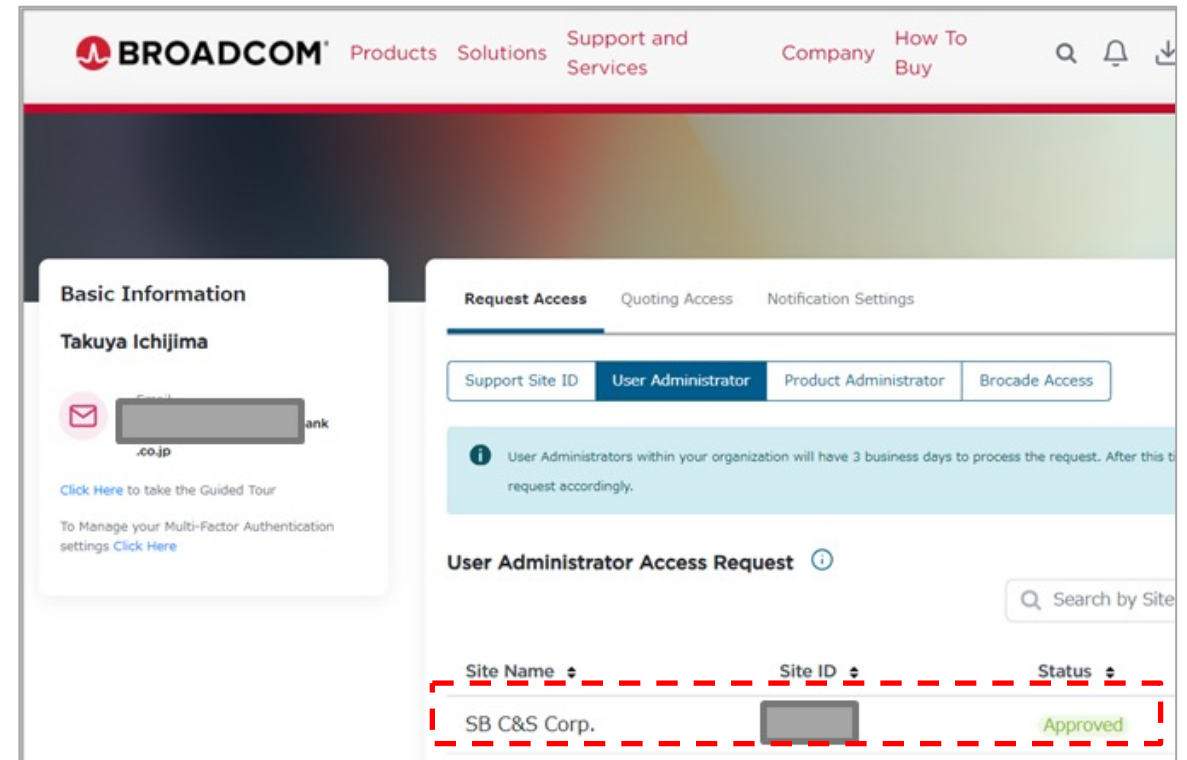 BROADCOM
Products Solutions Support and Services Company How To Buy
Basic Information
Takuya Ichijima
Email
ank
.co.jp
Click Here to take the Guided Tour
To Manage your Multi-Factor Authentication
settings Click Here
Request Access Quoting Access Notification Settings
Support Site ID User Administrator Product Administrator Brocade Access
User Administrators within your organization will have 3 business days to process the request. After this
request accordingly.
User Administrator Access Request
Search by Site
Site Name Site ID Status
SB C&S Corp. Approved